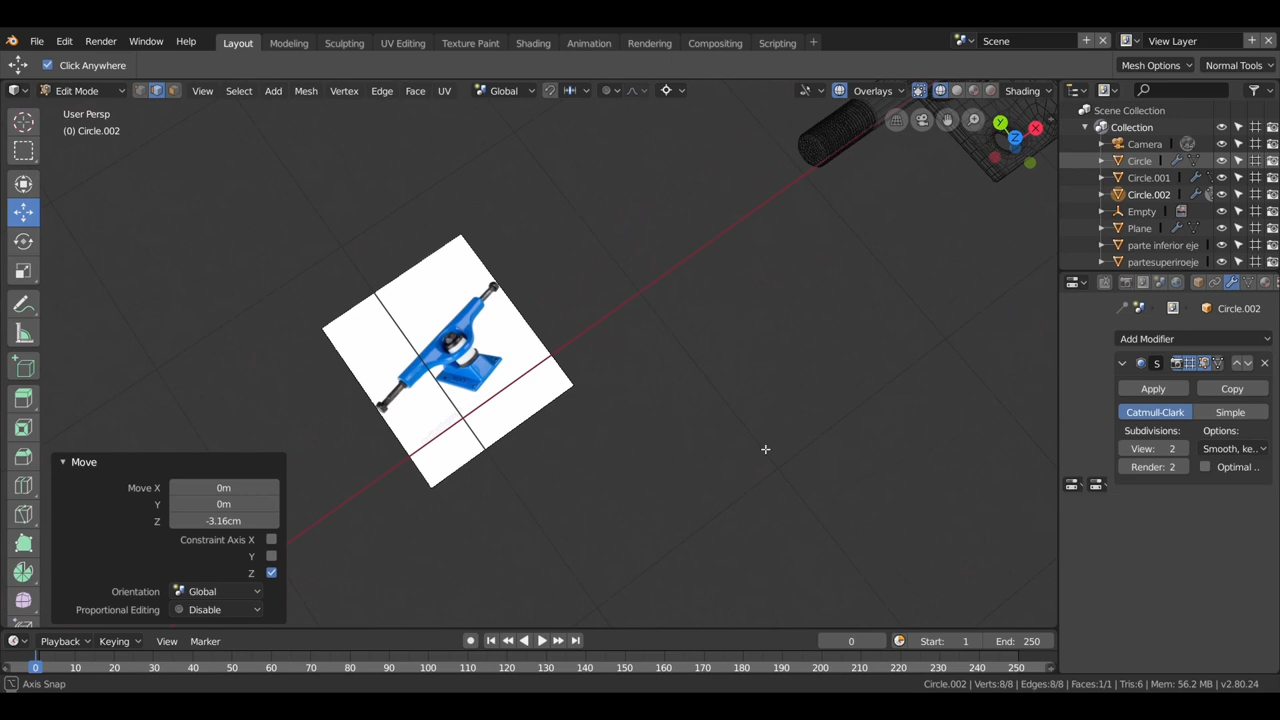 File Edit Render Window Help Layout Modeling Sculpting UV Editing Texture Paint Shading Animation Rendering Compositing Scripting + Scene View Layer
Click Anywhere Mesh Options Normal Tools
Edit Mode View Select Add Mesh Vertex Edge Face UV Global Overlays Shading
User Persp
(0) Circle.002
Y X Z
Scene Collection
Collection
Camera
Circle
Circle.001
Circle.002
Empty
Plane
parte inferior eje
partesuperiroeje
Circle.002
Add Modifier
S
Apply Copy
Catmull-Clark Simple
Subdivisions: Options:
View: 2 Smooth, ke..
Render: 2 Optimal ..
Move
Move X 0m
Y 0m
Z -3.16cm
Constraint Axis X
Y
Z
Orientation Global
Proportional Editing Disable
Playback Keying View Marker 0 Start: 1 End: 250
0 10 20 30 40 50 60 70 80 90 100 110 120 130 140 150 160 170 180 190 200 210 220 230 240 250
Axis Snap Circle.002 | Verts:8/8 | Edges:8/8 | Faces:1/1 | Tris:6 | Mem: 56.2 MB | v2.80.24